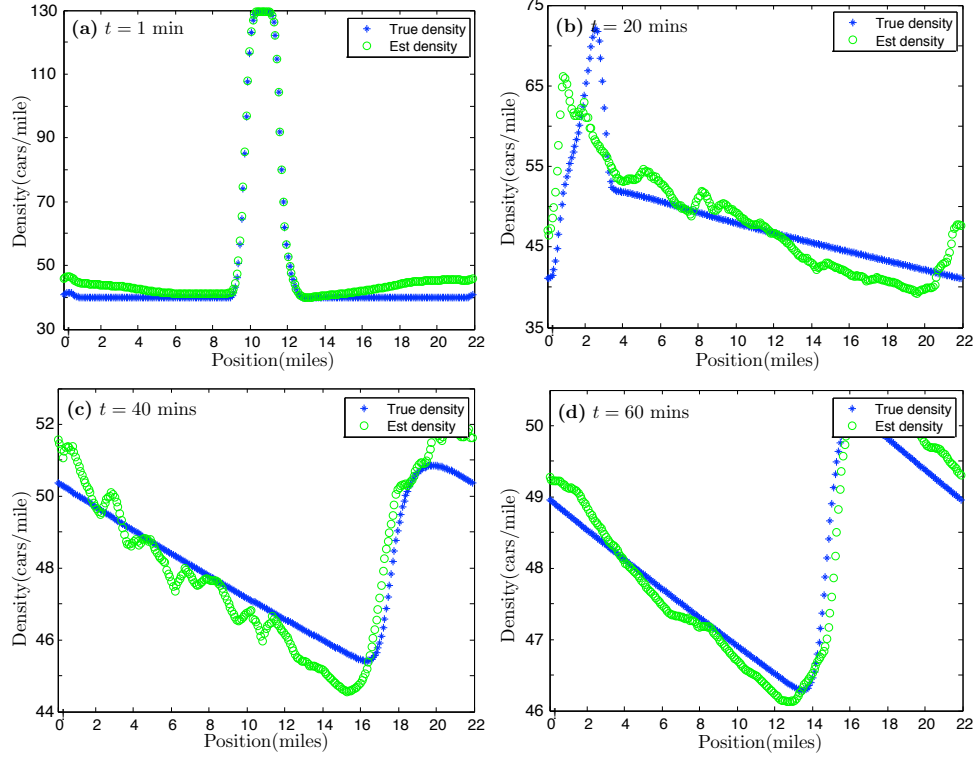 (a) t = 1 min
True density
Est density
130
110
90
70
50
30
Density(cars/mile)
0 2 4 6 8 10 12 14 16 18 20 22
Position(miles)
(b) t = 20 mins
True density
Est density
75
65
55
45
35
Density(cars/mile)
0 2 4 6 8 10 12 14 16 18 20 22
Position(miles)
(c) t = 40 mins
True density
Est density
52
50
48
46
44
Density(cars/mile)
0 2 4 6 8 10 12 14 16 18 20 22
Position(miles)
(d) t = 60 mins
True density
Est density
50
49
48
47
46
Density(cars/mile)
0 2 4 6 8 10 12 14 16 18 20 22
Position(miles)